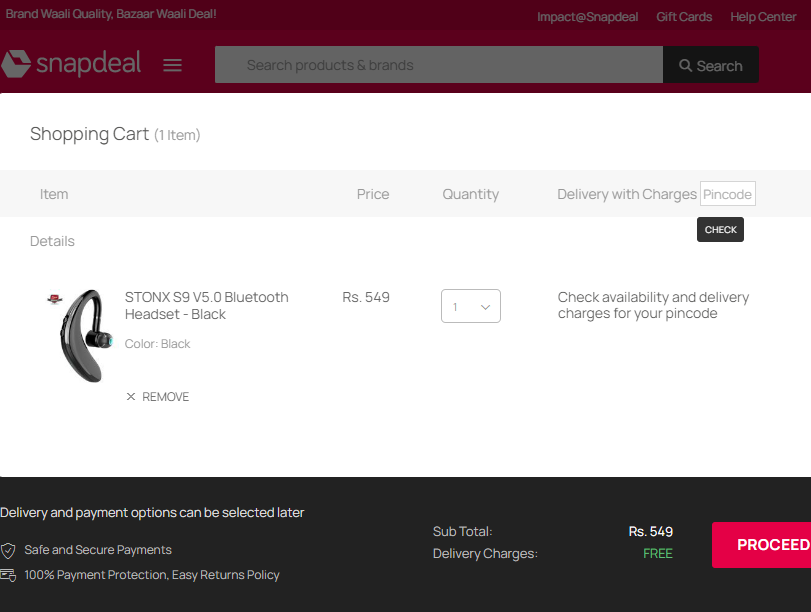 Brand Waali Quality, Bazaar Waali Deal!
Impact@Snapdeal Gift Cards Help Center
snapdeal
Search products & brands
Search
Shopping Cart (1 Item)
Item Price Quantity Delivery with Charges Pincode
CHECK
Details
STONX S9 V5.0 Bluetooth
Headset - Black
Rs. 549
1
Check availability and delivery
charges for your pincode
Color: Black
REMOVE
Delivery and payment options can be selected later
Safe and Secure Payments
100% Payment Protection, Easy Returns Policy
Sub Total: Rs. 549
Delivery Charges: FREE
PROCEED